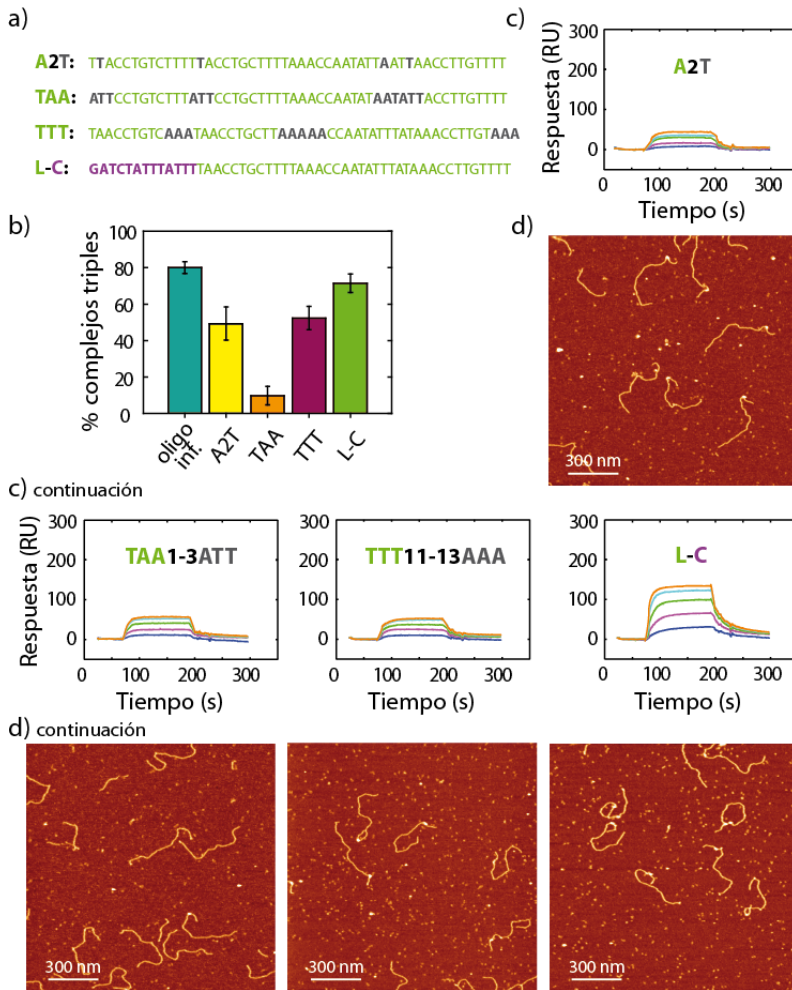 a)
A2T: TTACCTGTCTTTTTACCTGCTTTTAAACCAATATTAATTAACCTTGTTTT
TAA: ATTCCTGTCTTTATTCCTGCTTTTAAACCAATATAATATTACCTTGTTTT
TTT: TAACCTGTCAAATAACCTGCTTAAAAACCAATATTTATAAACCTTGTAAA
L-C: GATCTATTTATTTTAACCTGCTTTTAAACCAATATTTATAAACCTTGTTTT
c)
Respuesta (RU)
300
200
100
0
A2T
0 100 200 300
Tiempo (s)
b)
% complejos triples
100
80
60
40
20
0
oligo inf.
A2T
TAA
TTT
L-C
d)
300 nm
c) continuación
Respuesta (RU)
300
200
100
0
TAA1-3ATT
0 100 200 300
Tiempo (s)
300
200
100
0
TTT11-13AAA
0 100 200 300
Tiempo (s)
300
200
100
0
L-C
0 100 200 300
Tiempo (s)
d) continuación
300 nm
300 nm
300 nm